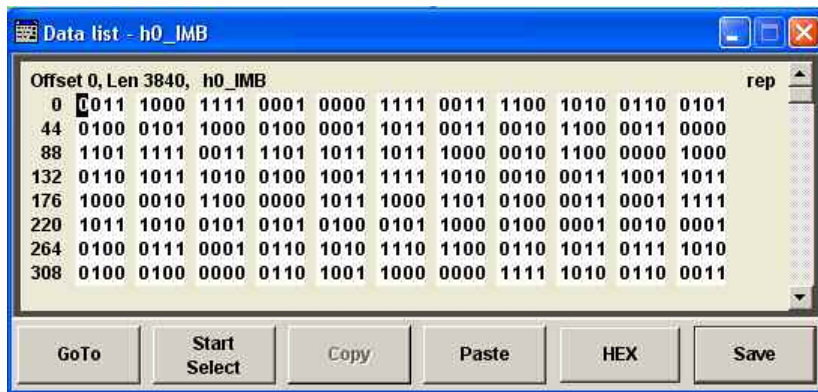 Data list - h0_IMB
Offset 0, Len 3840, h0_IMB rep
0 0011 1000 1111 0001 0000 1111 0011 1100 1010 0110 0101
44 0100 0101 1000 0100 0001 1011 0011 0010 1100 0011 0000
88 1101 1111 0011 1101 1011 1011 1000 0010 1100 0000 1000
132 0110 1011 1010 0100 1111 1010 0010 0011 1001 1011
176 1000 0010 1100 0000 1011 1000 1101 0100 0011 0001 1111
220 1011 1010 0101 0101 0100 0101 1000 0100 0001 0010 0001
264 0100 0111 0001 0110 1010 1110 1100 0110 1011 0111 1010
308 0100 0100 0000 0110 1001 1000 0000 1111 1010 0110 0011
GoTo Start Select Copy Paste HEX Save